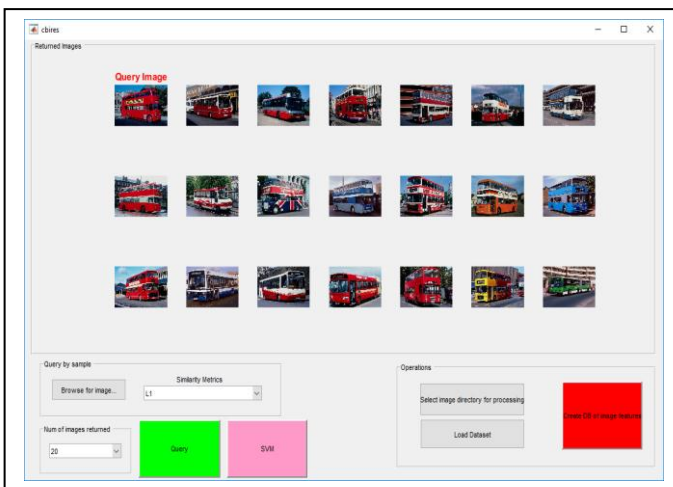 cbires
Returned Images
Query Image
Query by sample
Browse for image...
Similarity Metrics
L1
Num of images returned
20
Query
SVM
Operations
Select image directory for processing
Load Dataset
Create DB of image features